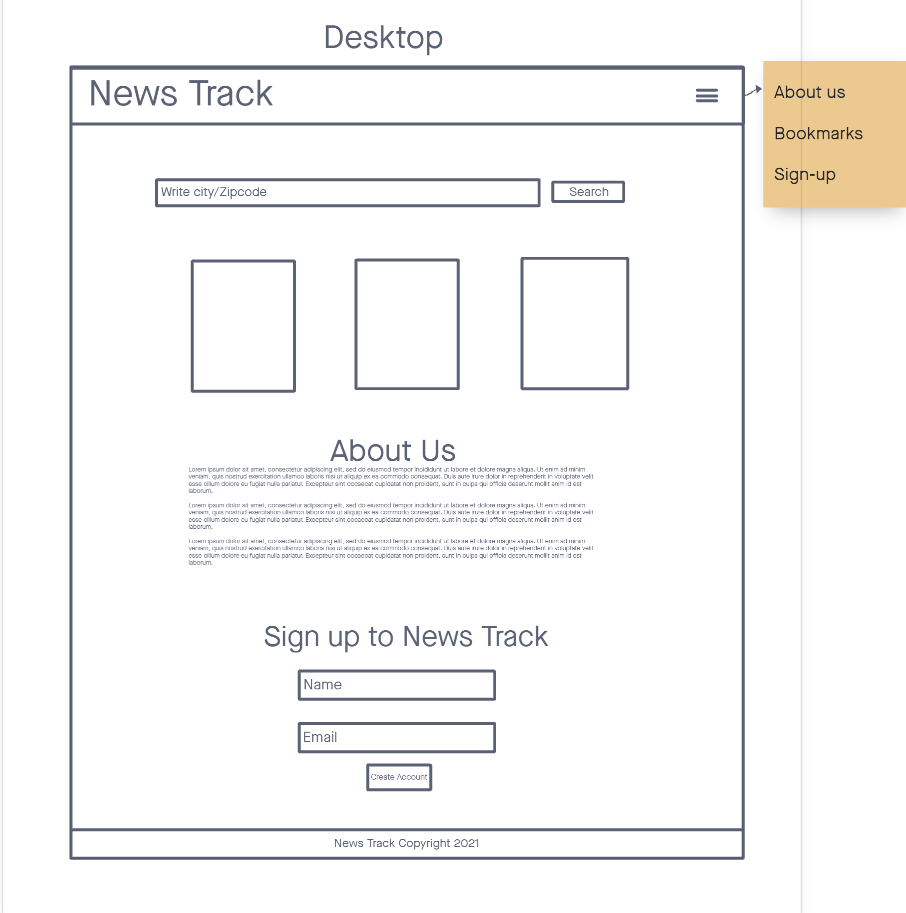 Desktop
News Track
About us
Bookmarks
Sign-up
Write city/Zipcode
Search
About Us
Lorem ipsum dolor sit amet, consectetur adipiscing elit, sed do eiusmod tempor incididunt ut labore et dolore magna aliqua. Ut enim ad minim
veniam, quis nostrud exercitation ullamco laboris nisi ut aliquip ex ea commodo consequat. Duis aute irure dolor in reprehenderit in voluptate velit
esse cillum dolore eu fugiat nulla pariatur. Excepteur sint occaecat cupidatat non proident, sunt in culpa qui officia deserunt mollit anim id est
laborum.
Lorem ipsum dolor sit amet, consectetur adipiscing elit, sed do eiusmod tempor incididunt ut labore et dolore magna aliqua. Ut enim ad minim
veniam, quis nostrud exercitation ullamco laboris nisi ut aliquip ex ea commodo consequat. Duis aute irure dolor in reprehenderit in voluptate velit
esse cillum dolore eu fugiat nulla pariatur. Excepteur sint occaecat cupidatat non proident, sunt in culpa qui officia deserunt mollit anim id est
laborum.
Lorem ipsum dolor sit amet, consectetur adipiscing elit, sed do eiusmod tempor incididunt ut labore et dolore magna aliqua. Ut enim ad minim
veniam, quis nostrud exercitation ullamco laboris nisi ut aliquip ex ea commodo consequat. Duis aute irure dolor in reprehenderit in voluptate velit
esse cillum dolore eu fugiat nulla pariatur. Excepteur sint occaecat cupidatat non proident, sunt in culpa qui officia deserunt mollit anim id est
laborum.
Sign up to News Track
Name
Email
Create Account
News Track Copyright 2021